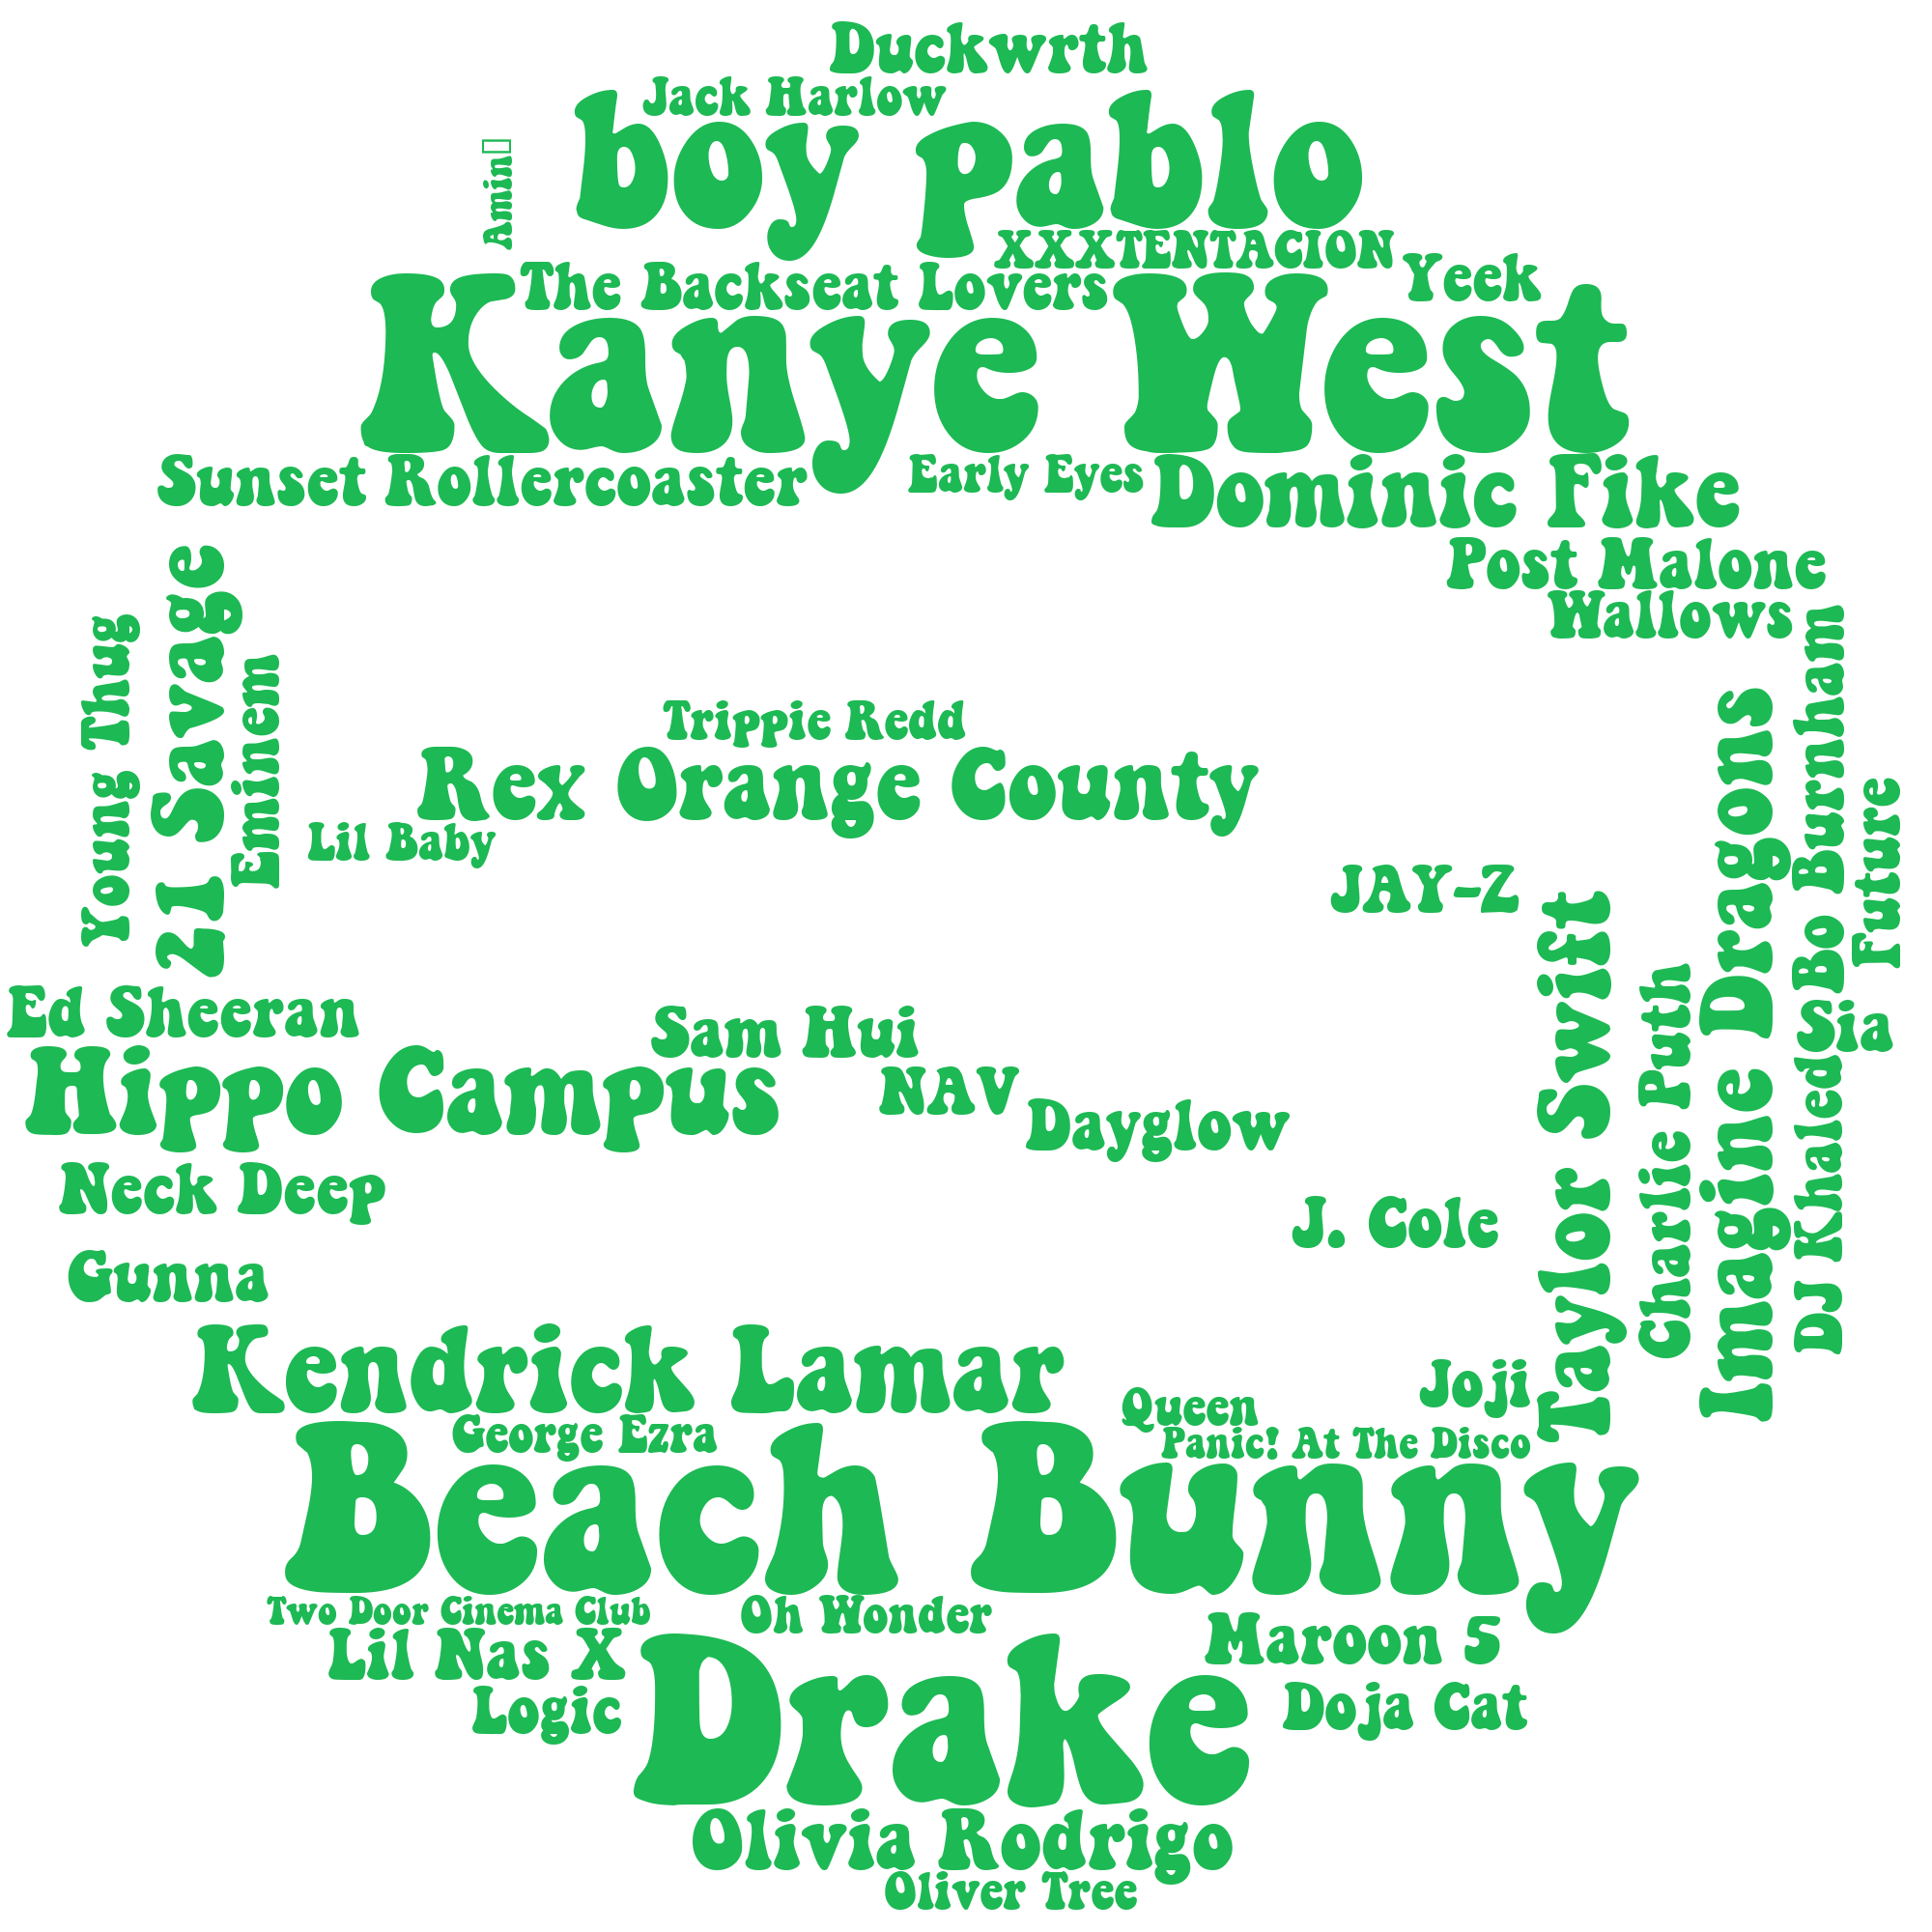 Duckwrth
Jack Harlow
boy pablo
Aminé
XXXTENTACION
Yeek
The Backseat Lovers
Kanye West
Sunset Rollercoaster
Early Eyes
Dominic Fike
Post Malone
Wallows
Young Thug
21 Savage
Eminem
Trippie Redd
Rex Orange County
Lil Baby
JAY-Z
Taylor Swift
Charlie Puth
Imagine Dragons
Bo Burnham
Future
Ed Sheeran
Sam Hui
Sia
Hippo Campus
NAV
Dayglow
DJ Khaled
Neck Deep
J. Cole
Gunna
Kendrick Lamar
Joji
Queen
George Ezra
Panic! At The Disco
Beach Bunny
Two Door Cinema Club
Oh Wonder
Maroon 5
Lil Nas X
Drake
Logic
Doja Cat
Olivia Rodrigo
Oliver Tree